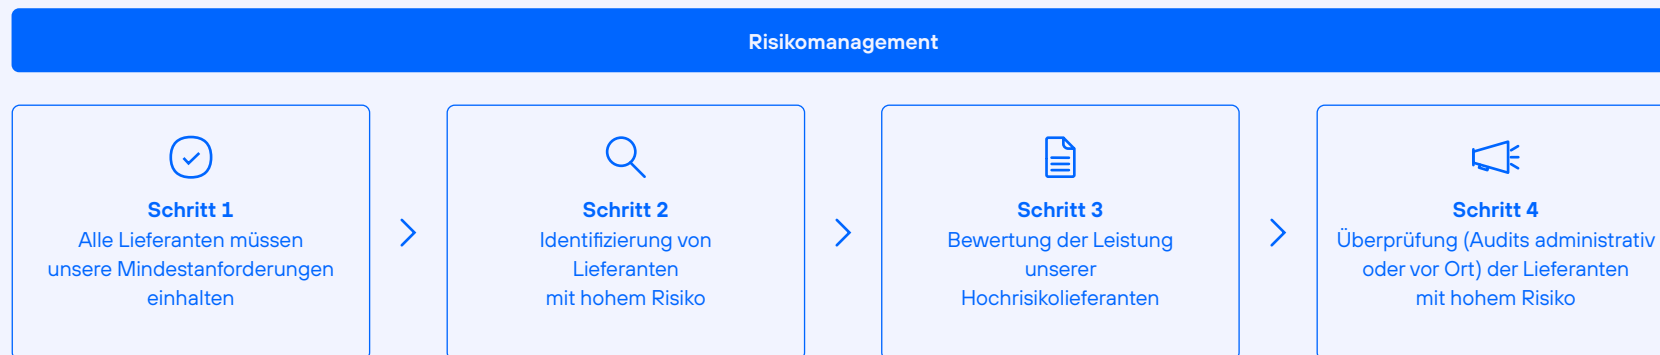 Risikomanagement
Schritt 1
Alle Lieferanten müssen
unsere Mindestanforderungen
einhalten
Schritt 2
Identifizierung von
Lieferanten
mit hohem Risiko
Schritt 3
Bewertung der Leistung
unserer
Hochrisikolieferanten
Schritt 4
Überprüfung (Audits administrativ
oder vor Ort) der Lieferanten
mit hohem Risiko